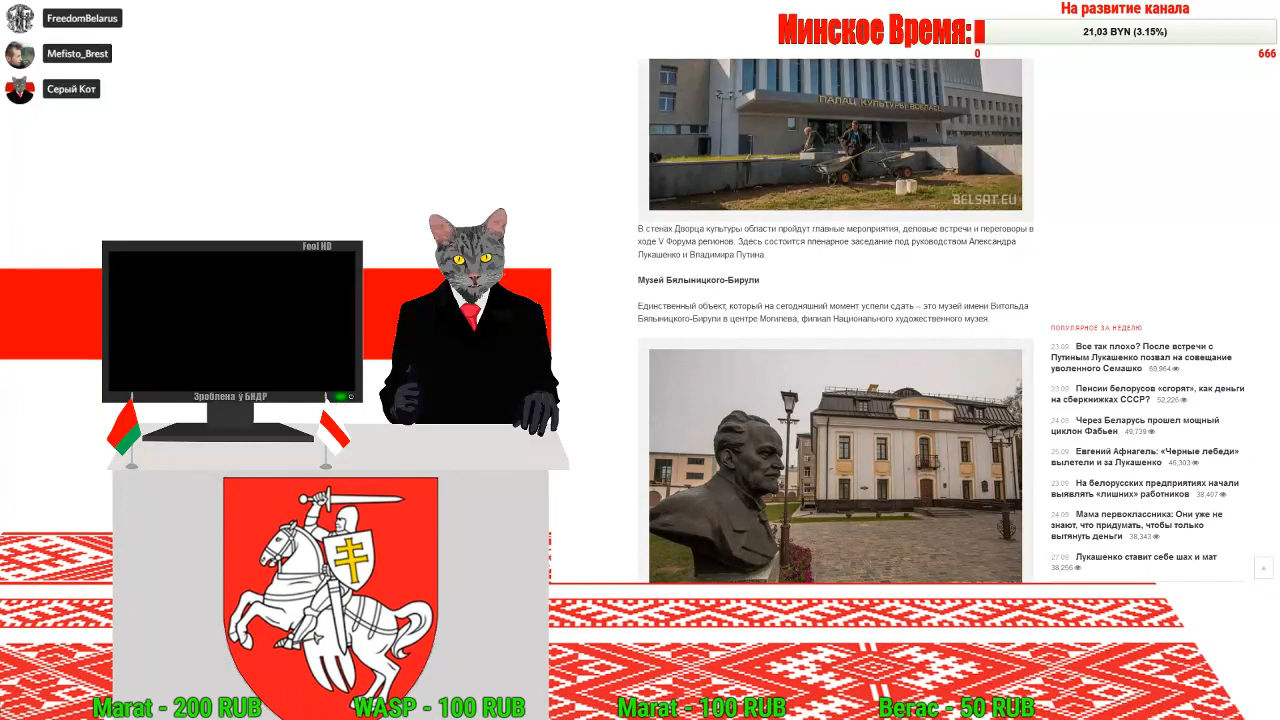 FreedomBelarus
Mefisto_Brest
Серый Кот
Минское Время:
На развитие канала
21,03 BYN (3.15%)
0
666
ПАЛАЦ КУЛЬТУРЫ ВОБЛАСЦІ
BELSAT.EU
В стенах Дворца культуры области пройдут главные мероприятия, деловые встречи и переговоры в
ходе V Форума регионов. Здесь состоится пленарное заседание под руководством Александра
Лукашенко и Владимира Путина.
Музей Бялыницкого-Бирули
Единственный объект, который на сегодняшний момент успели сдать – это музей имени Витольда
Бялыницкого-Бирули в центре Могилева, филиал Национального художественного музея.
ПОПУЛЯРНОЕ ЗА НЕДЕЛЮ
23.09 Все так плохо? После встречи с
Путиным Лукашенко позвал на совещание
уволенного Семашко 69,964
23.09 Пенсии белорусов «сгорят», как деньги
на сберкнижках СССР? 52,226
24.09 Через Беларусь прошел мощный
циклон Фабьен 49,739
25.09 Евгений Афнагель: «Черные лебеди»
вылетели и за Лукашенко 46,303
23.09 На белорусских предприятиях начали
выявлять «лишних» работников 38,407
24.09 Мама первоклассника: Они уже не
знают, что придумать, чтобы только
вытянуть деньги 38,343
27.09 Лукашенко ставит себе шах и мат
38,256
Feol HD
Зроблена ў БНДР
Marat - 200 RUB
WASP - 100 RUB
Marat - 100 RUB
Вегас - 50 RUB